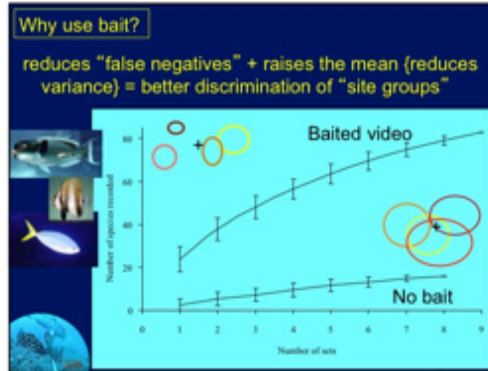 Why use bait?
reduces “false negatives” + raises the mean {reduces
variance} = better discrimination of “site groups”
Baited video
80
60
Number of species recorded
40
20
No bait
0
0 1 2 3 4 5 6 7 8 9
Number of sets